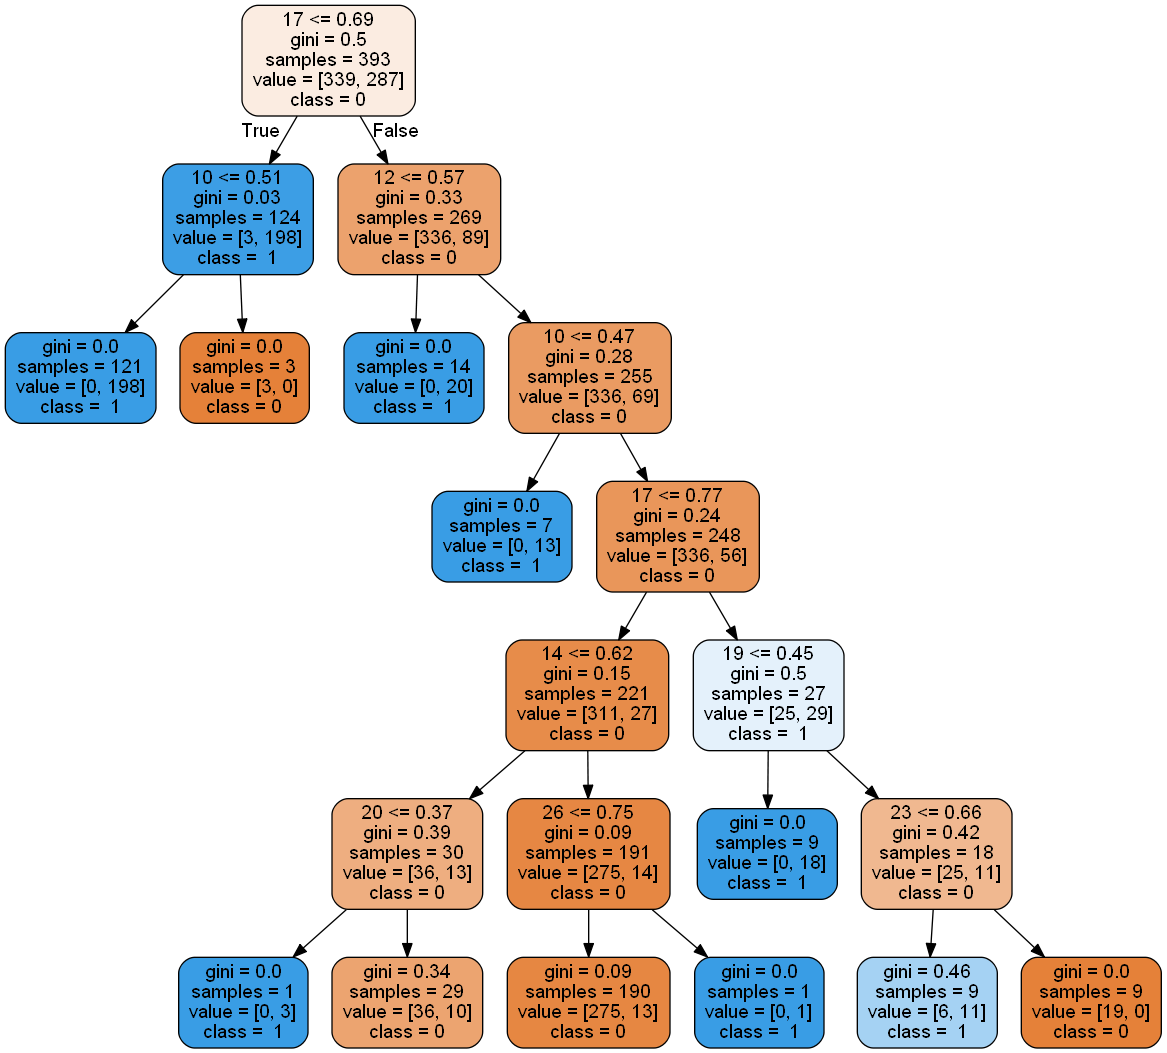 17 <= 0.69
gini = 0.5
samples = 393
value = [339, 287]
class = 0
True
False
10 <= 0.51
gini = 0.03
samples = 124
value = [3, 198]
class = 1
12 <= 0.57
gini = 0.33
samples = 269
value = [336, 89]
class = 0
gini = 0.0
samples = 121
value = [0, 198]
class = 1
gini = 0.0
samples = 3
value = [3, 0]
class = 0
gini = 0.0
samples = 14
value = [0, 20]
class = 1
10 <= 0.47
gini = 0.28
samples = 255
value = [336, 69]
class = 0
gini = 0.0
samples = 7
value = [0, 13]
class = 1
17 <= 0.77
gini = 0.24
samples = 248
value = [336, 56]
class = 0
14 <= 0.62
gini = 0.15
samples = 221
value = [311, 27]
class = 0
19 <= 0.45
gini = 0.5
samples = 27
value = [25, 29]
class = 1
20 <= 0.37
gini = 0.39
samples = 30
value = [36, 13]
class = 0
26 <= 0.75
gini = 0.09
samples = 191
value = [275, 14]
class = 0
gini = 0.0
samples = 9
value = [0, 18]
class = 1
23 <= 0.66
gini = 0.42
samples = 18
value = [25, 11]
class = 0
gini = 0.0
samples = 1
value = [0, 3]
class = 1
gini = 0.34
samples = 29
value = [36, 10]
class = 0
gini = 0.09
samples = 190
value = [275, 13]
class = 0
gini = 0.0
samples = 1
value = [0, 1]
class = 1
gini = 0.46
samples = 9
value = [6, 11]
class = 1
gini = 0.0
samples = 9
value = [19, 0]
class = 0